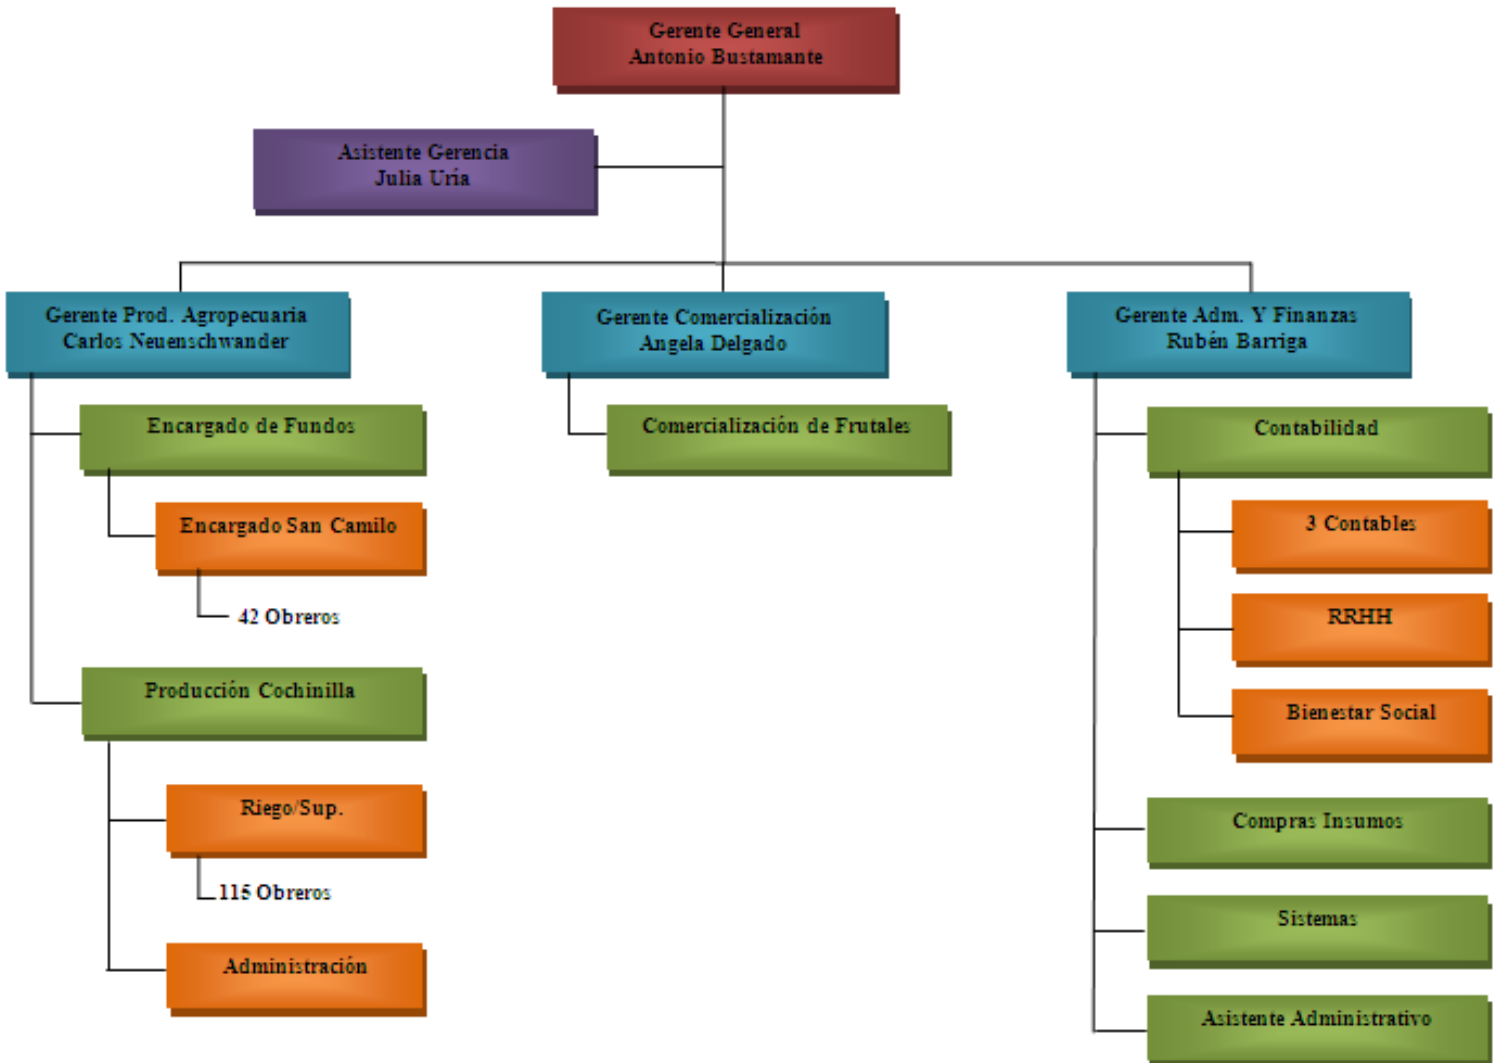 Gerente General
Antonio Bustamante
Asistente Gerencia
Julia Uría
Gerente Prod. Agropecuaria
Carlos Neuenschwander
Gerente Comercialización
Angela Delgado
Gerente Adm. Y Finanzas
Rubén Barriga
Encargado de Fundos
Encargado San Camilo
42 Obreros
Producción Cochinilla
Riego/Sup.
115 Obreros
Administración
Comercialización de Frutales
Contabilidad
3 Contables
RRHH
Bienestar Social
Compras Insumos
Sistemas
Asistente Administrativo